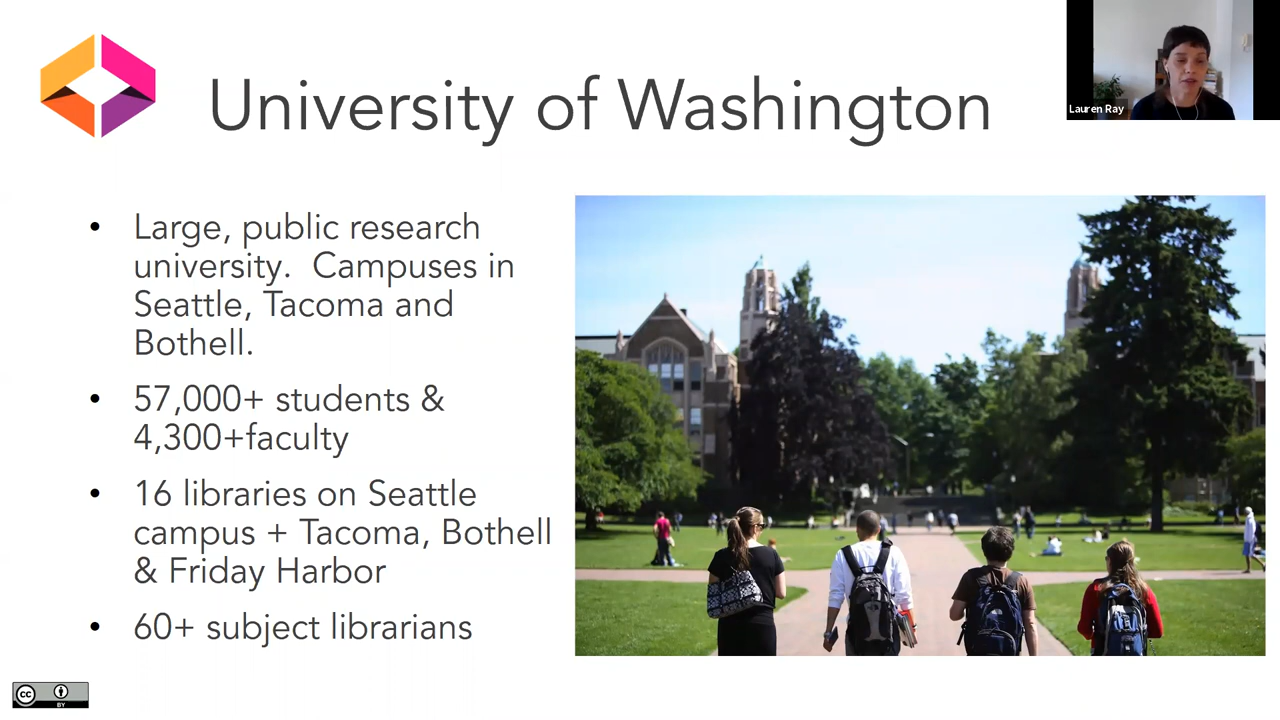 University of Washington
Lauren Ray
• Large, public research
university.  Campuses in
Seattle, Tacoma and
Bothell.
• 57,000+ students &
4,300+faculty
• 16 libraries on Seattle
campus + Tacoma, Bothell
& Friday Harbor
• 60+ subject librarians
cc
BY